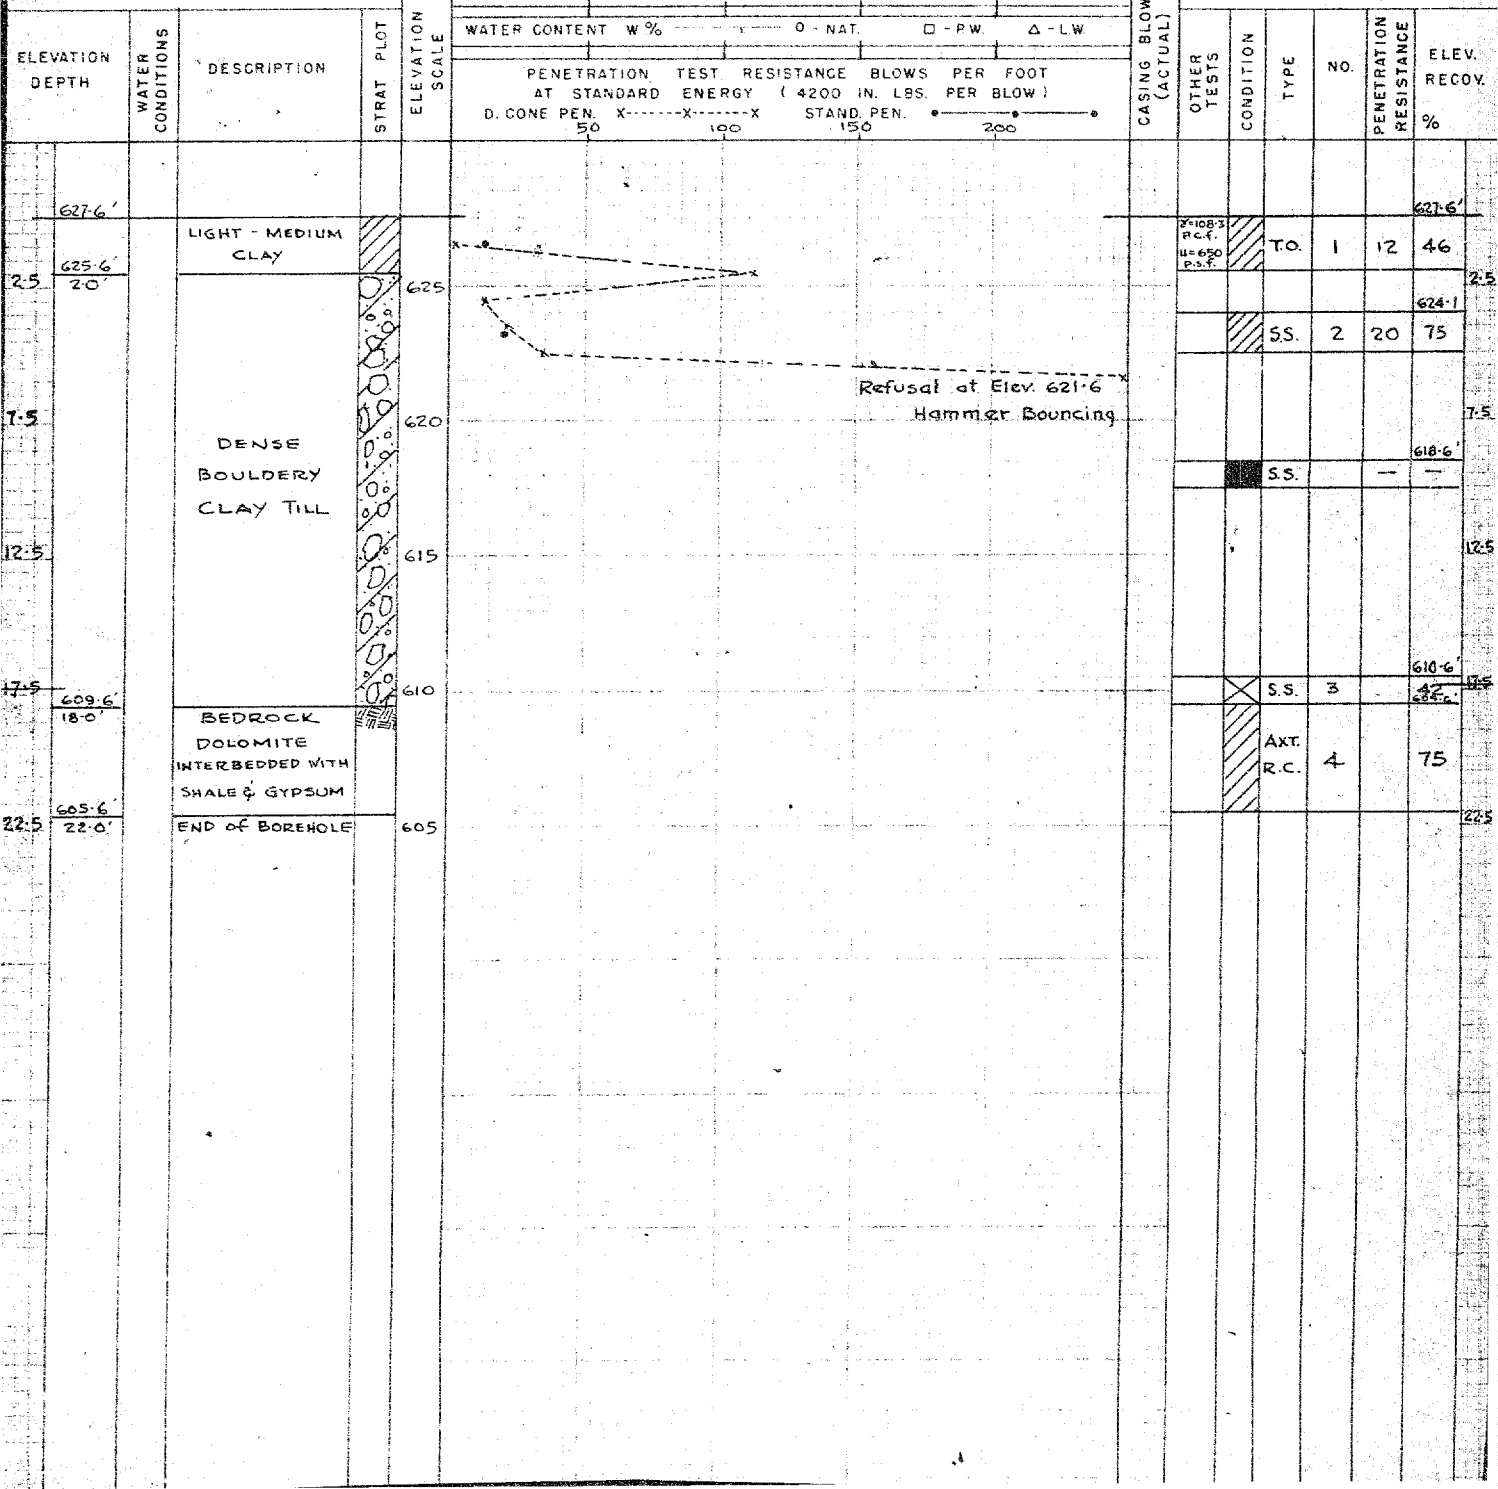 ELEVATION DEPTH
WATER CONDITIONS
DESCRIPTION
STRAT PLOT
ELEVATION SCALE
WATER CONTENT W % O - NAT. □ - P.W. Δ - L.W.
PENETRATION TEST RESISTANCE BLOWS PER FOOT
AT STANDARD ENERGY ( 4200 IN. LBS. PER BLOW )
D. CONE PEN. X-------X-------X STAND. PEN. •———•———•
50 100 150 200
CASING BLOW (ACTUAL)
OTHER TESTS
CONDITION
TYPE
NO.
PENETRATION RESISTANCE
ELEV. RECOV. %
627.6'
627.6'
LIGHT - MEDIUM
CLAY
γ=108.3
P.C.F.
u=650
P.S.F.
T.O. 1 12 46
625.6'
2.0'
2.5
625
2.5
624.1
S.S. 2 20 75
Refusal at Elev. 621.6
Hammer Bouncing
7.5
620
7.5
DENSE
BOULDERY
CLAY TILL
618.6'
S.S. — —
12.5
615
12.5
610.6'
17.5
610
S.S. 3 42
17.5
609.6'
18.0'
BEDROCK
DOLOMITE
INTERBEDDED WITH
SHALE & GYPSUM
AXT.
R.C.
4 75
605.6'
22.0'
22.5
END of BOREHOLE
605
22.5